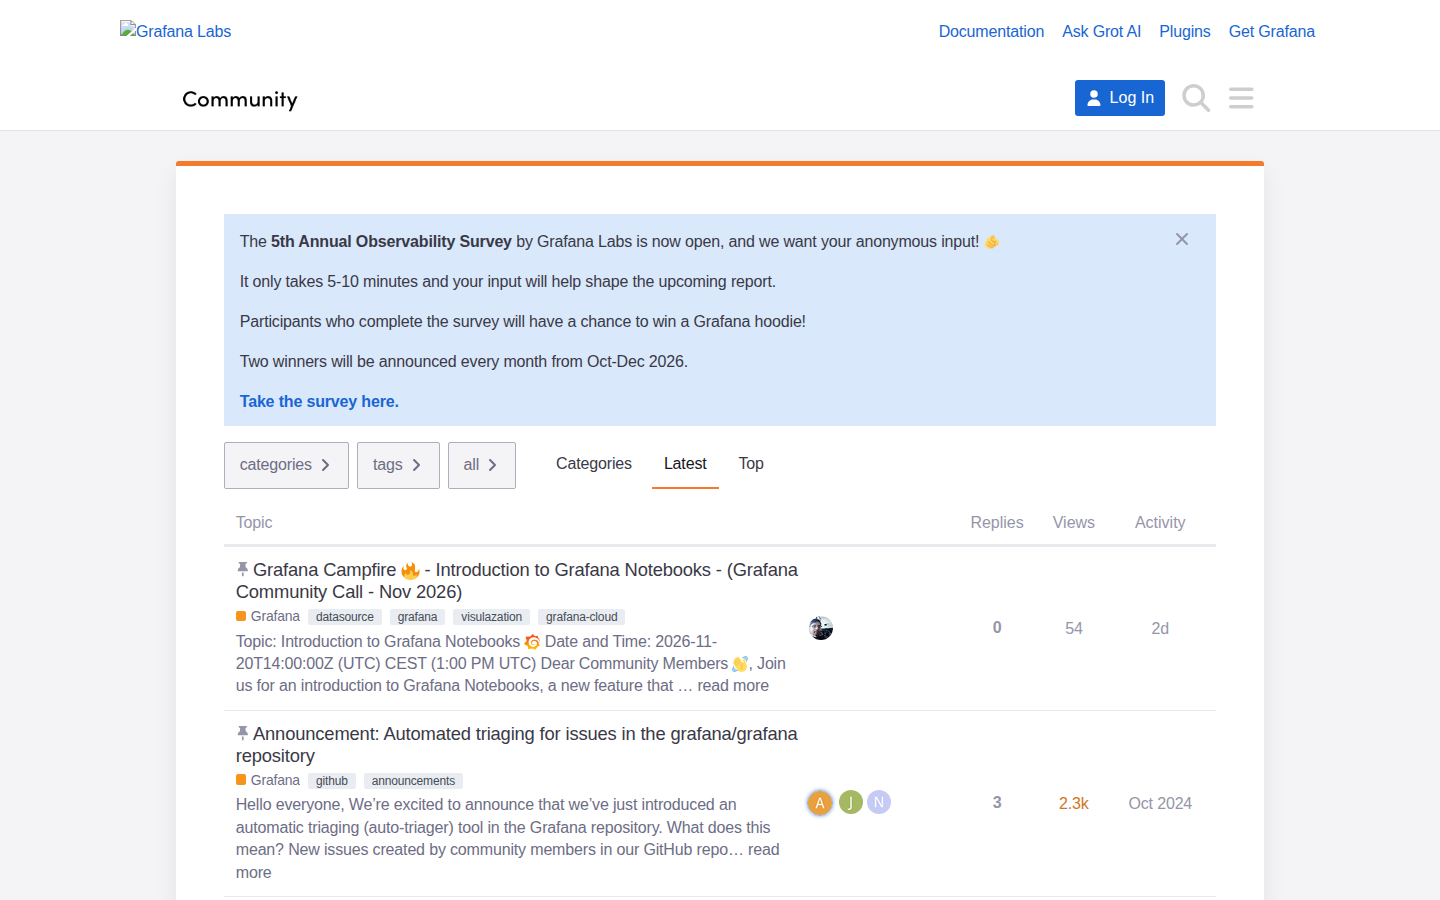 Grafana Labs
Documentation Ask Grot AI Plugins Get Grafana
Community
Log In
The 5th Annual Observability Survey by Grafana Labs is now open, and we want your anonymous input!
It only takes 5-10 minutes and your input will help shape the upcoming report.
Participants who complete the survey will have a chance to win a Grafana hoodie!
Two winners will be announced every month from Oct-Dec 2026.
Take the survey here.
categories tags all Categories Latest Top
Topic Replies Views Activity
Grafana Campfire 🔥 - Introduction to Grafana Notebooks - (Grafana
Community Call - Nov 2026)
Grafana datasource grafana visulazation grafana-cloud
Topic: Introduction to Grafana Notebooks Date and Time: 2026-11-
20T14:00:00Z (UTC) CEST (1:00 PM UTC) Dear Community Members 👋, Join
us for an introduction to Grafana Notebooks, a new feature that … read more
0 54 2d
Announcement: Automated triaging for issues in the grafana/grafana
repository
Grafana github announcements
Hello everyone, We’re excited to announce that we’ve just introduced an
automatic triaging (auto-triager) tool in the Grafana repository. What does this
mean? New issues created by community members in our GitHub repo… read
more
A J N
3 2.3k Oct 2024